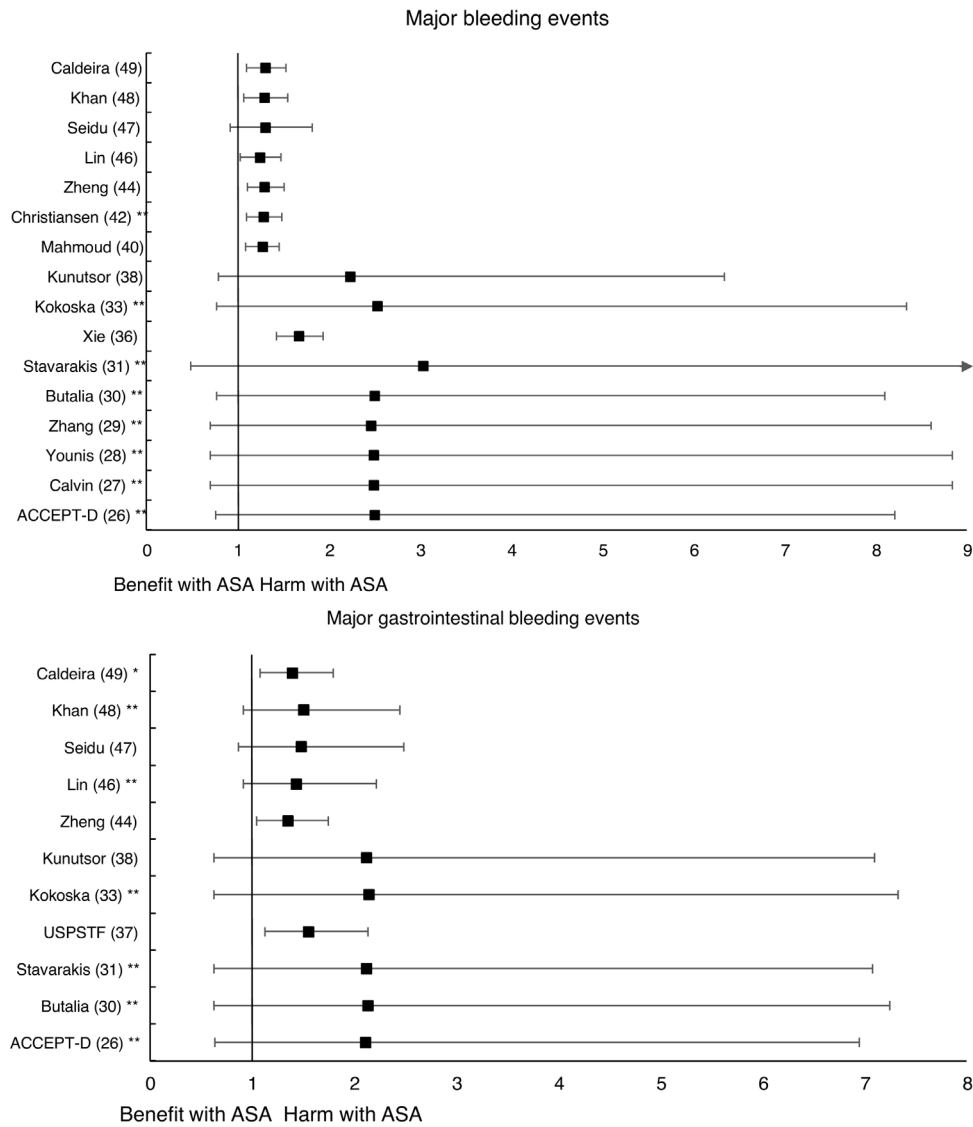 Major bleeding events
Caldeira (49)
Khan (48)
Seidu (47)
Lin (46)
Zheng (44)
Christiansen (42) **
Mahmoud (40)
Kunutsor (38)
Kokoska (33) **
Xie (36)
Stavarakis (31) **
Butalia (30) **
Zhang (29) **
Younis (28) **
Calvin (27) **
ACCEPT-D (26) **
0 1 2 3 4 5 6 7 8 9
Benefit with ASA Harm with ASA
Major gastrointestinal bleeding events
Caldeira (49) *
Khan (48) **
Seidu (47)
Lin (46) **
Zheng (44)
Kunutsor (38)
Kokoska (33) **
USPSTF (37)
Stavarakis (31) **
Butalia (30) **
ACCEPT-D (26) **
0 1 2 3 4 5 6 7 8
Benefit with ASA Harm with ASA